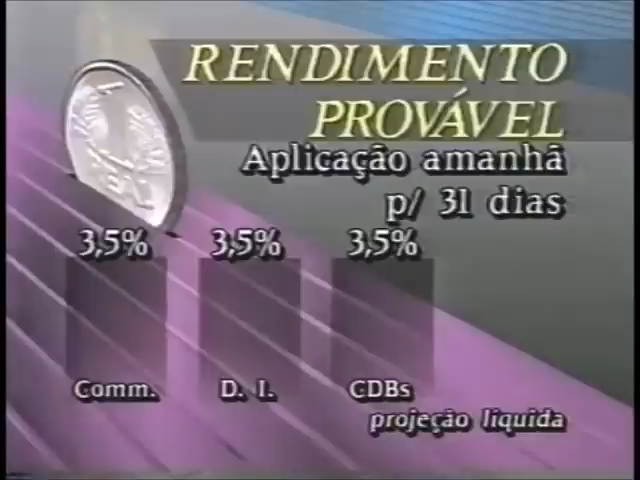 RENDIMENTO
PROVÁVEL
Aplicação amanhã
p/ 31 dias
3,5% 3,5% 3,5%
Comm. D. I. CDBs
projeção líquida